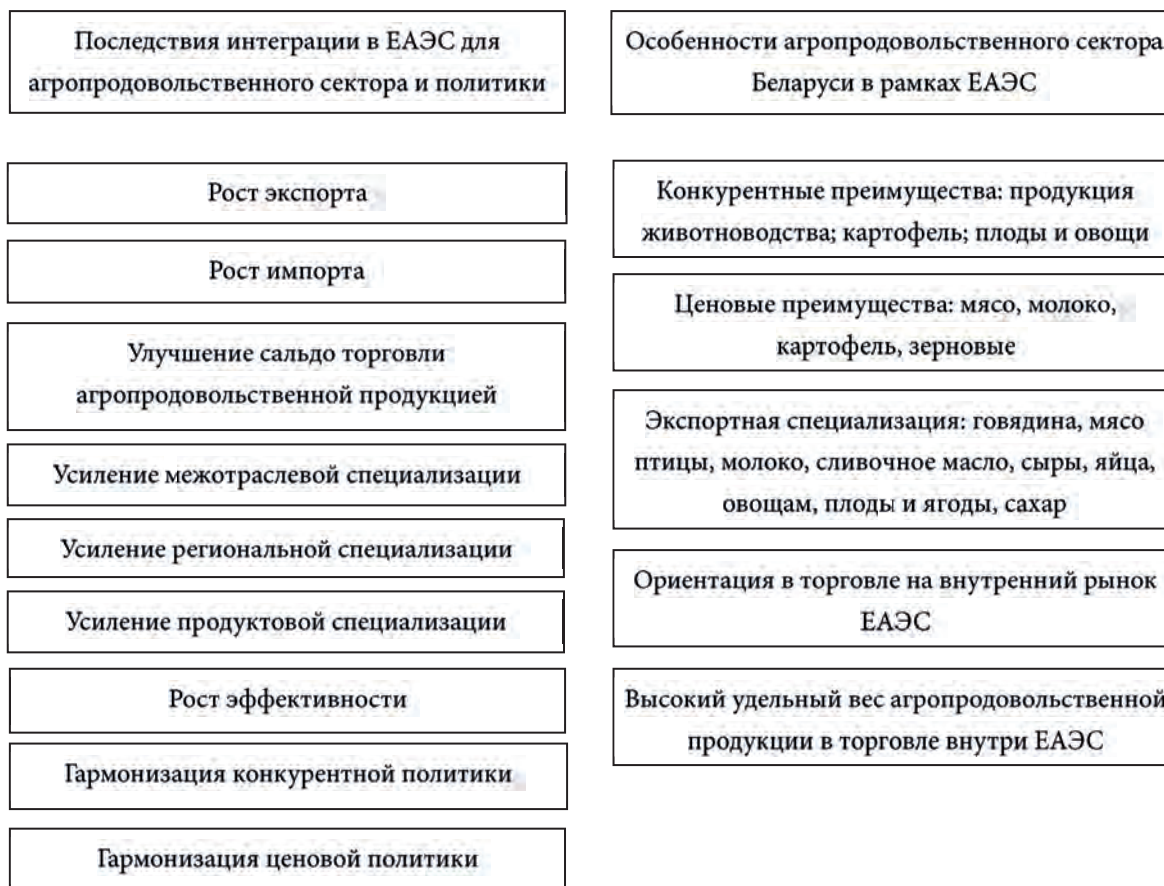 Последствия интеграции в ЕАЭС для
агропродовольственного сектора и политики
Рост экспорта
Рост импорта
Улучшение сальдо торговли
агропродовольственной продукцией
Усиление межотраслевой специализации
Усиление региональной специализации
Усиление продуктовой специализации
Рост эффективности
Гармонизация конкурентной политики
Гармонизация ценовой политики
Особенности агропродовольственного сектора
Беларуси в рамках ЕАЭС
Конкурентные преимущества: продукция
животноводства; картофель; плоды и овощи
Ценовые преимущества: мясо, молоко,
картофель, зерновые
Экспортная специализация: говядина, мясо
птицы, молоко, сливочное масло, сыры, яйца,
овощам, плоды и ягоды, сахар
Ориентация в торговле на внутренний рынок
ЕАЭС
Высокий удельный вес агропродовольственной
продукции в торговле внутри ЕАЭС